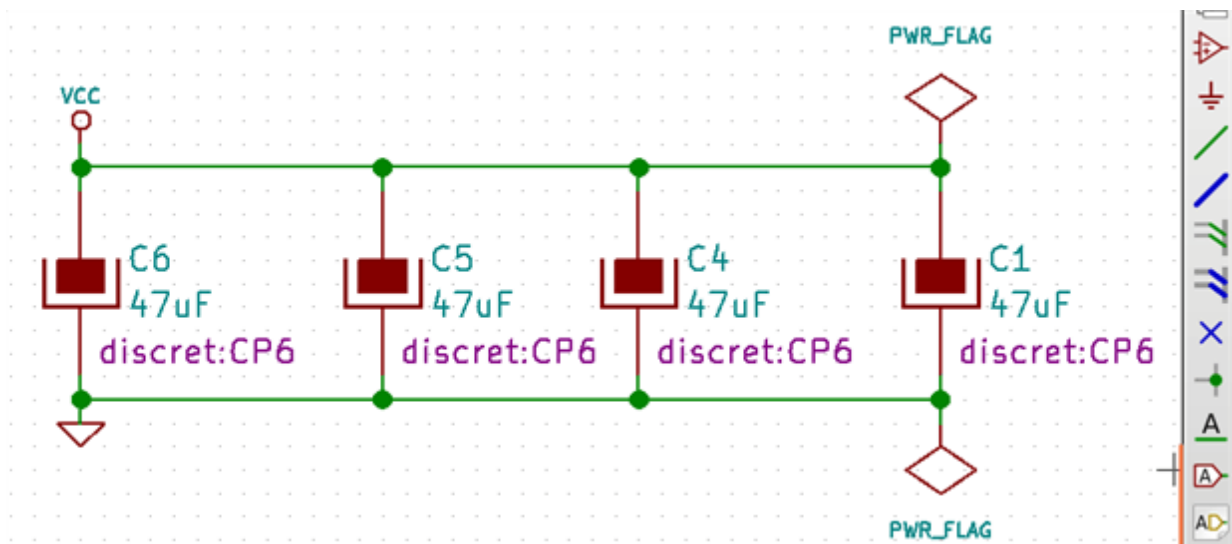 PWR_FLAG
VCC
C6
47uF
discret:CP6
C5
47uF
discret:CP6
C4
47uF
discret:CP6
C1
47uF
discret:CP6
PWR_FLAG
A
A
AD